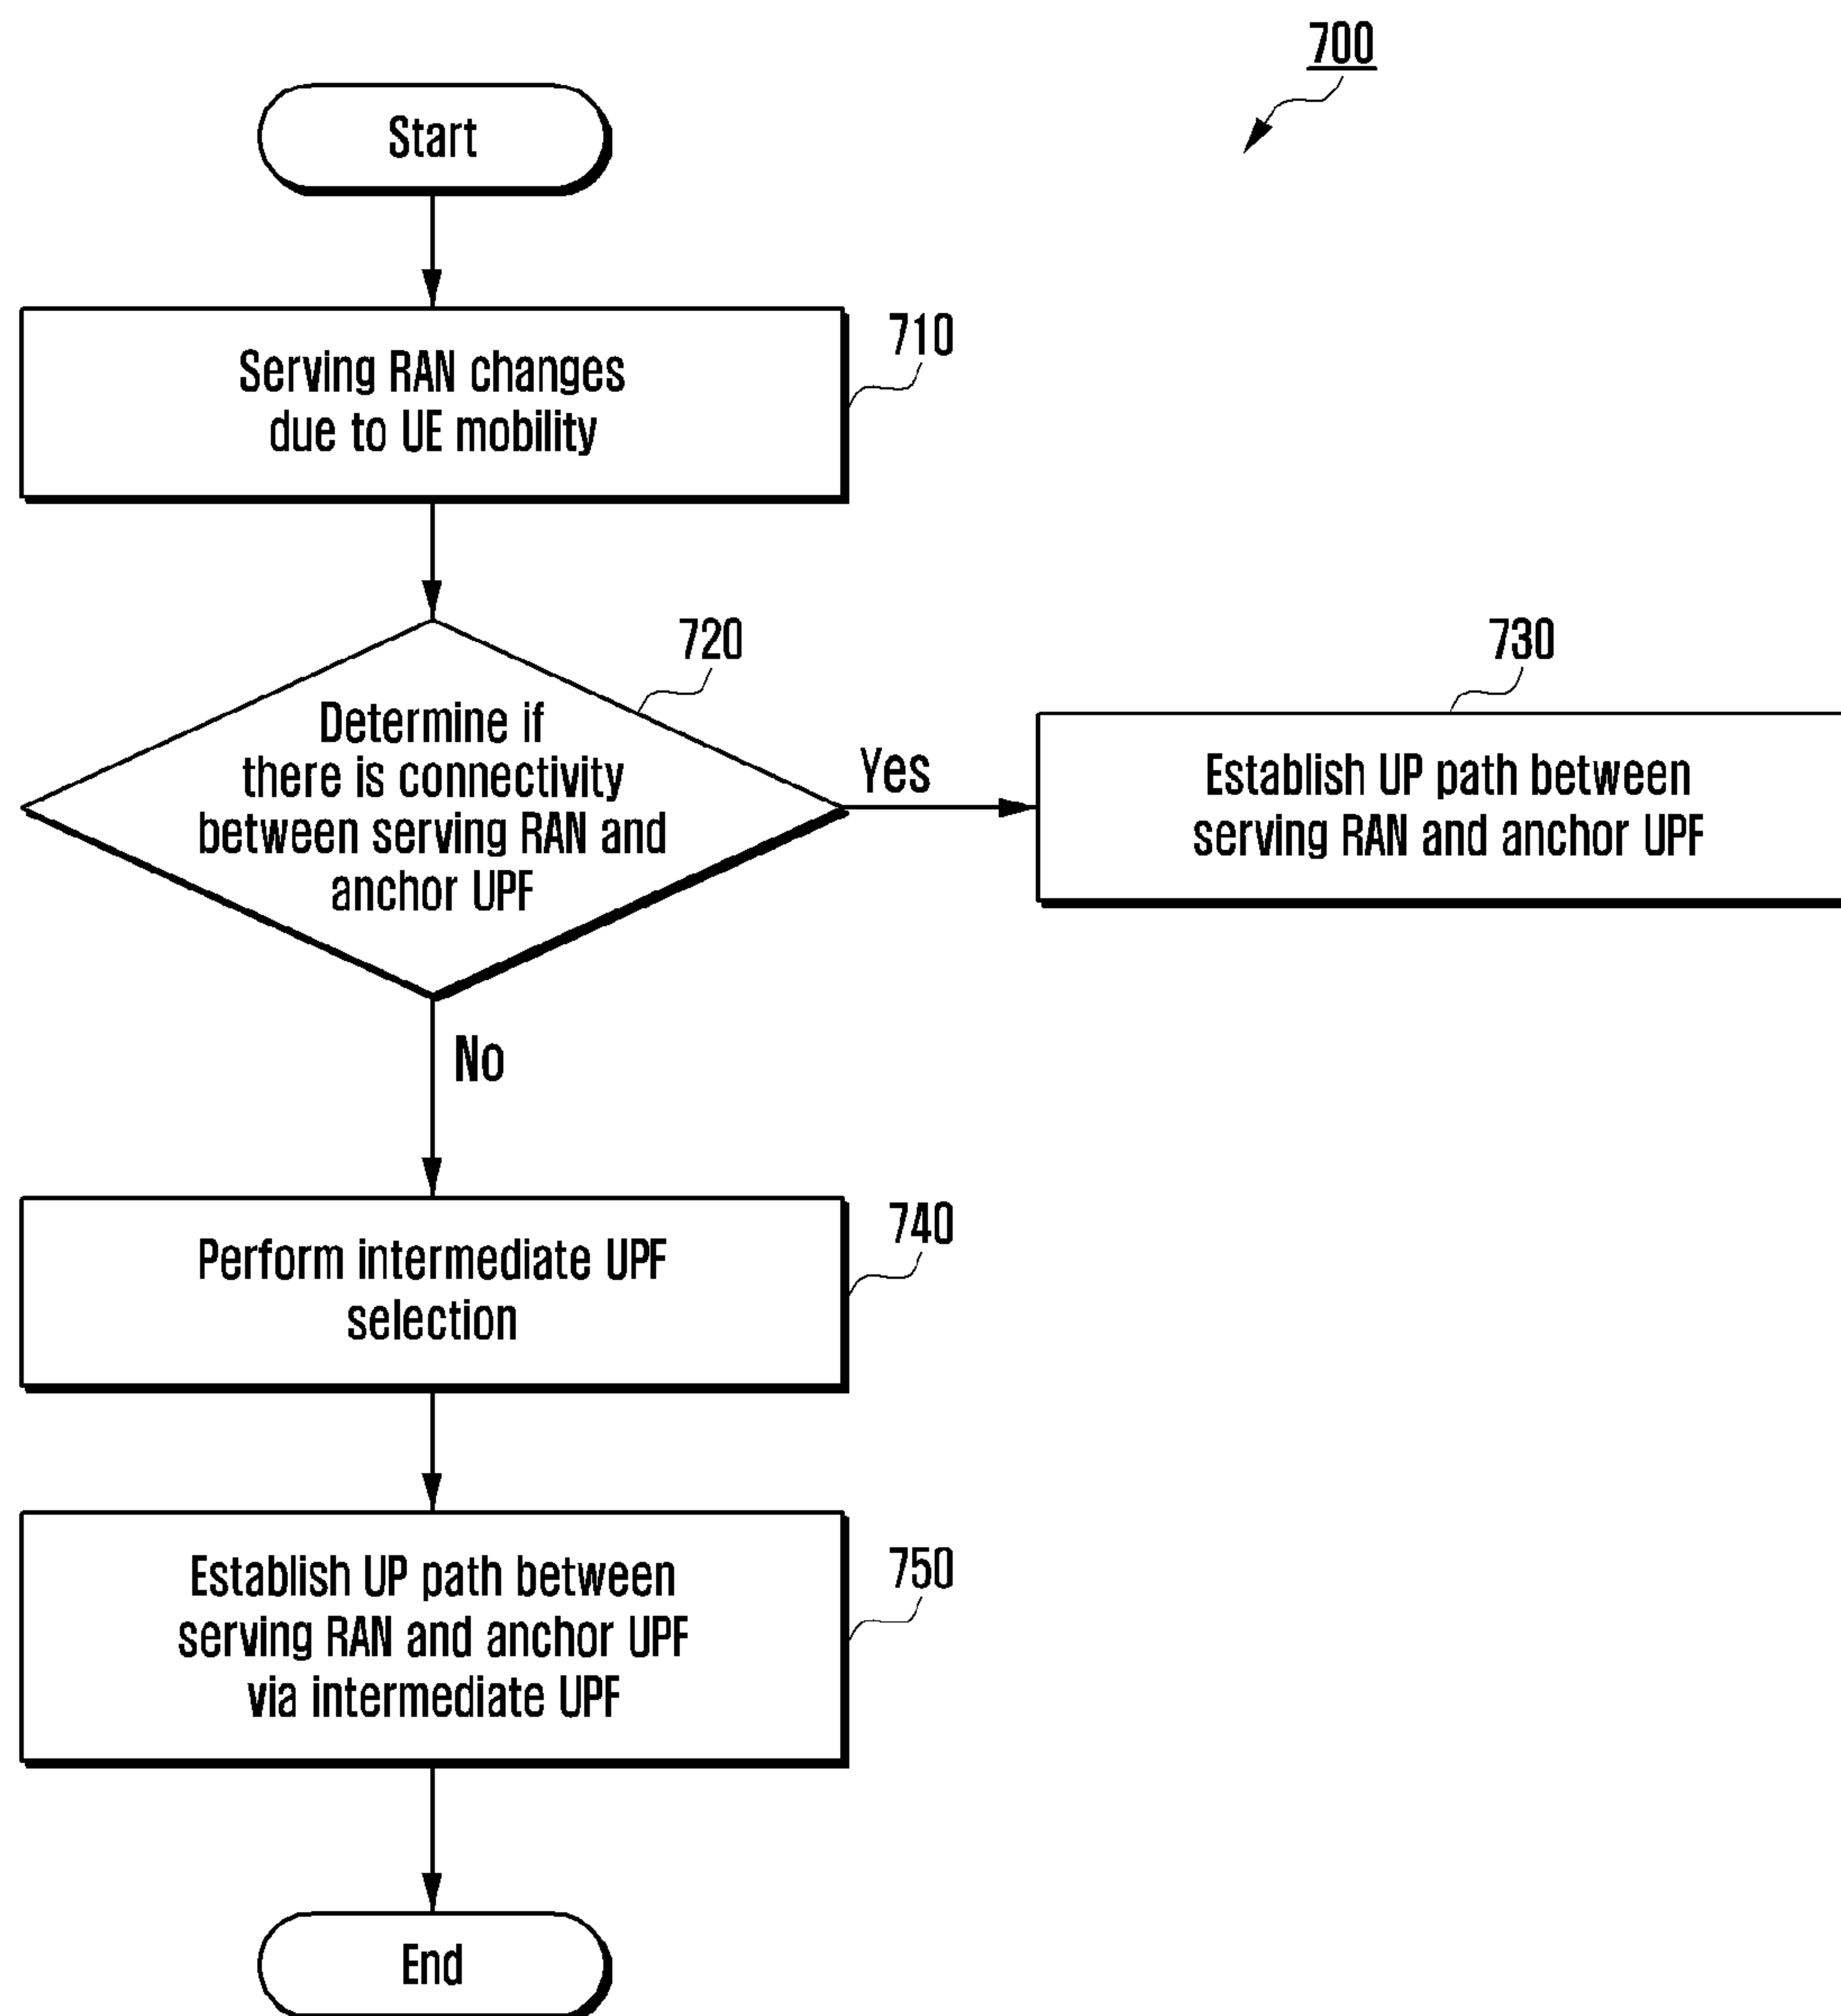 700
Start
710
Serving RAN changes
due to UE mobility
720
Determine if
there is connectivity
between serving RAN and
anchor UPF
Yes
730
Establish UP path between
serving RAN and anchor UPF
No
740
Perform intermediate UPF
selection
750
Establish UP path between
serving RAN and anchor UPF
via intermediate UPF
End